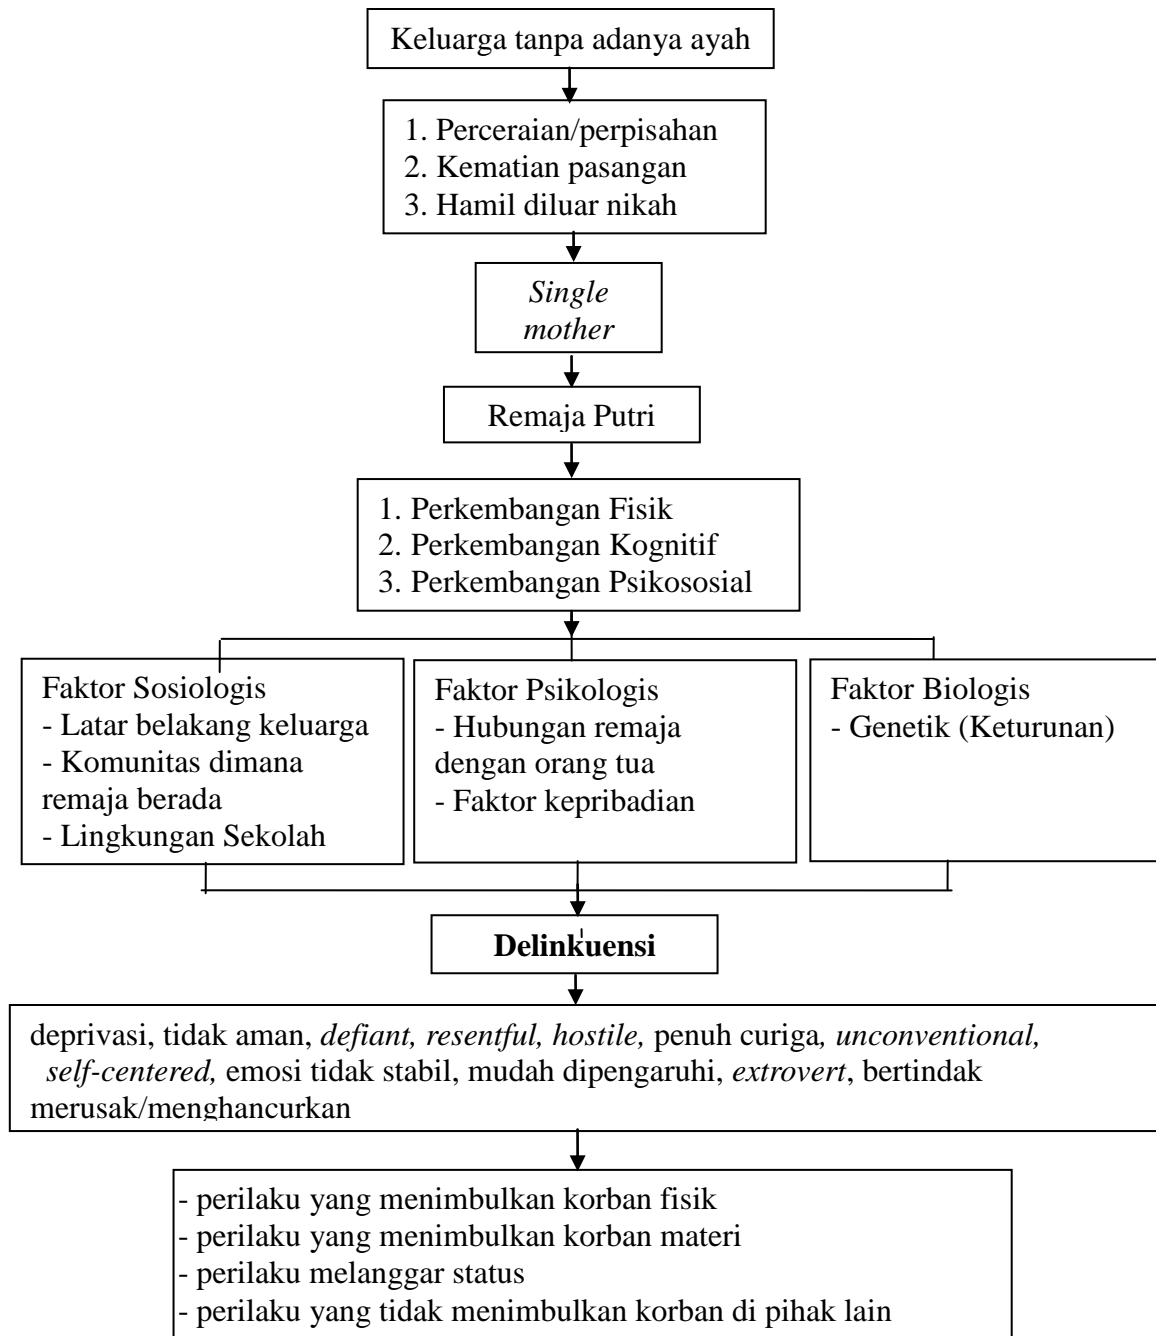 Keluarga tanpa adanya ayah
1. Perceraian/perpisahan
2. Kematian pasangan
3. Hamil diluar nikah
Single
mother
Remaja Putri
1. Perkembangan Fisik
2. Perkembangan Kognitif
3. Perkembangan Psikososial
Faktor Sosiologis
- Latar belakang keluarga
- Komunitas dimana
remaja berada
- Lingkungan Sekolah
Faktor Psikologis
- Hubungan remaja
dengan orang tua
- Faktor kepribadian
Faktor Biologis
- Genetik (Keturunan)
Delinkuensi
deprivasi, tidak aman, defiant, resentful, hostile, penuh curiga, unconventional,
self-centered, emosi tidak stabil, mudah dipengaruhi, extrovert, bertindak
merusak/menghancurkan
- perilaku yang menimbulkan korban fisik
- perilaku yang menimbulkan korban materi
- perilaku melanggar status
- perilaku yang tidak menimbulkan korban di pihak lain